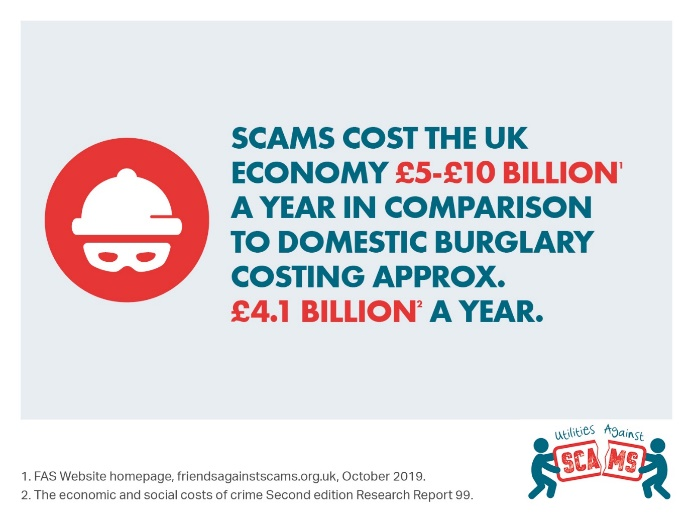 SCAMS COST THE UK
ECONOMY £5-£10 BILLION¹
A YEAR IN COMPARISON
TO DOMESTIC BURGLARY
COSTING APPROX.
£4.1 BILLION² A YEAR.
Utilities Against
SCAMS
1. FAS Website homepage, friendsagainstscams.org.uk, October 2019.
2. The economic and social costs of crime Second edition Research Report 99.